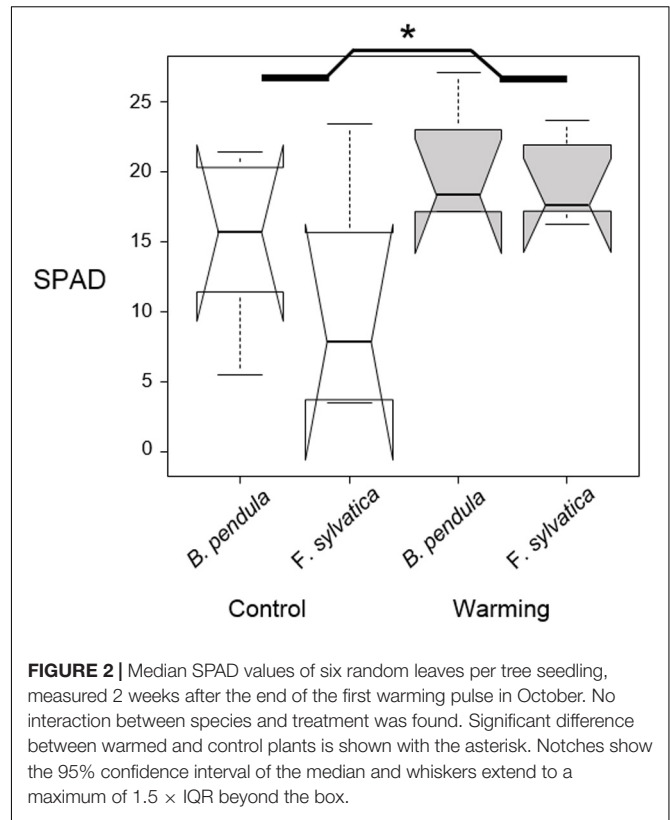 *
25
20
15
10
5
0
SPAD
B. pendula
F. sylvatica
B. pendula
F. sylvatica
Control
Warming
FIGURE 2 | Median SPAD values of six random leaves per tree seedling,
measured 2 weeks after the end of the first warming pulse in October. No
interaction between species and treatment was found. Significant difference
between warmed and control plants is shown with the asterisk. Notches show
the 95% confidence interval of the median and whiskers extend to a
maximum of 1.5 × IQR beyond the box.